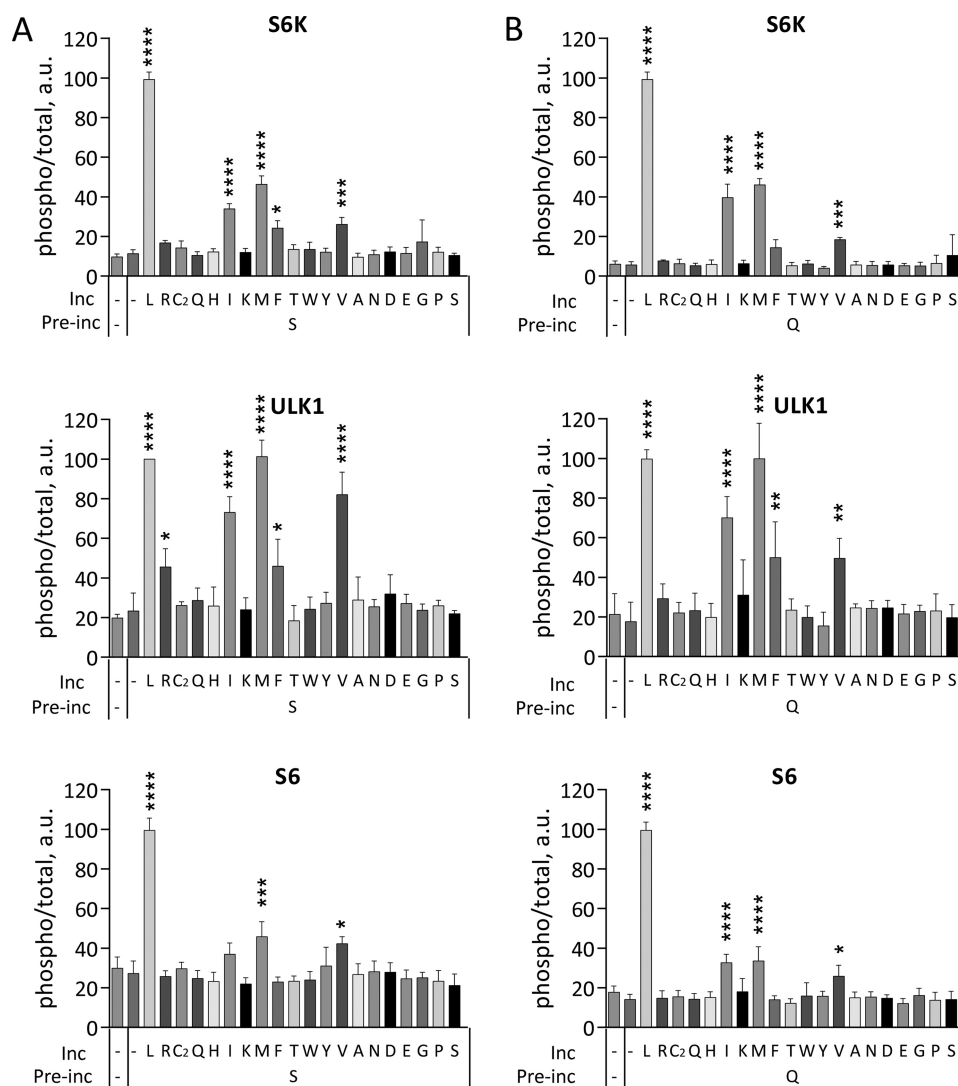 A
S6K
phospho/total, a.u.
120
100
80
60
40
20
0
**** **** **** * ***
Inc - - L R C2 Q H I K M F T W Y V A N D E G P S
Pre-inc - S
B
S6K
phospho/total, a.u.
120
100
80
60
40
20
0
**** **** **** ***
Inc - - L R C2 Q H I K M F T W Y V A N D E G P S
Pre-inc - Q
ULK1
phospho/total, a.u.
120
100
80
60
40
20
0
**** * **** **** * ****
Inc - - L R C2 Q H I K M F T W Y V A N D E G P S
Pre-inc - S
ULK1
phospho/total, a.u.
120
100
80
60
40
20
0
**** **** **** ** **
Inc - - L R C2 Q H I K M F T W Y V A N D E G P S
Pre-inc - Q
S6
phospho/total, a.u.
120
100
80
60
40
20
0
**** *** *
Inc - - L R C2 Q H I K M F T W Y V A N D E G P S
Pre-inc - S
S6
phospho/total, a.u.
120
100
80
60
40
20
0
**** **** **** *
Inc - - L R C2 Q H I K M F T W Y V A N D E G P S
Pre-inc - Q